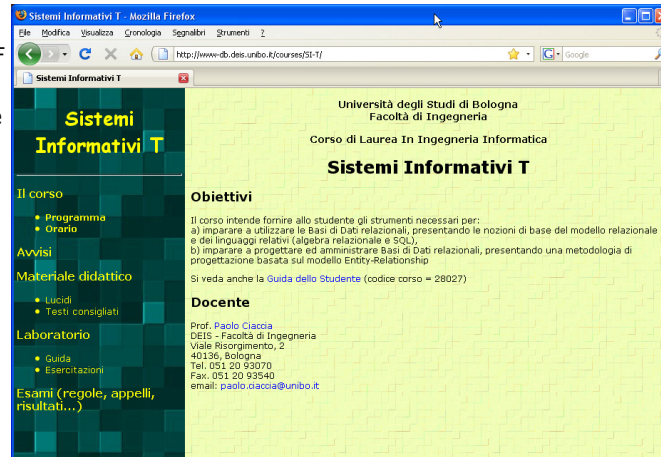 Sistemi Informativi T - Mozilla Firefox
File Modifica Visualizza Cronologia Segnalibri Strumenti ?
http://www-db.deis.unibo.it/courses/SI-T/
Google
Sistemi Informativi T
Sistemi
Informativi T
Il corso
Programma
Orario
Avvisi
Materiale didattico
Lucidi
Testi consigliati
Laboratorio
Guida
Esercitazioni
Esami (regole, appelli,
risultati...)
Università degli Studi di Bologna
Facoltà di Ingegneria
Corso di Laurea In Ingegneria Informatica
Sistemi Informativi T
Obiettivi
Il corso intende fornire allo studente gli strumenti necessari per:
a) imparare a utilizzare le Basi di Dati relazionali, presentando le nozioni di base del modello relazionale
e dei linguaggi relativi (algebra relazionale e SQL),
b) imparare a progettare ed amministrare Basi di Dati relazionali, presentando una metodologia di
progettazione basata sul modello Entity-Relationship
Si veda anche la Guida dello Studente (codice corso = 28027)
Docente
Prof. Paolo Ciaccia
DEIS - Facoltà di Ingegneria
Viale Risorgimento, 2
40136, Bologna
Tel. 051 20 93070
Fax. 051 20 93540
email: paolo.ciaccia@unibo.it